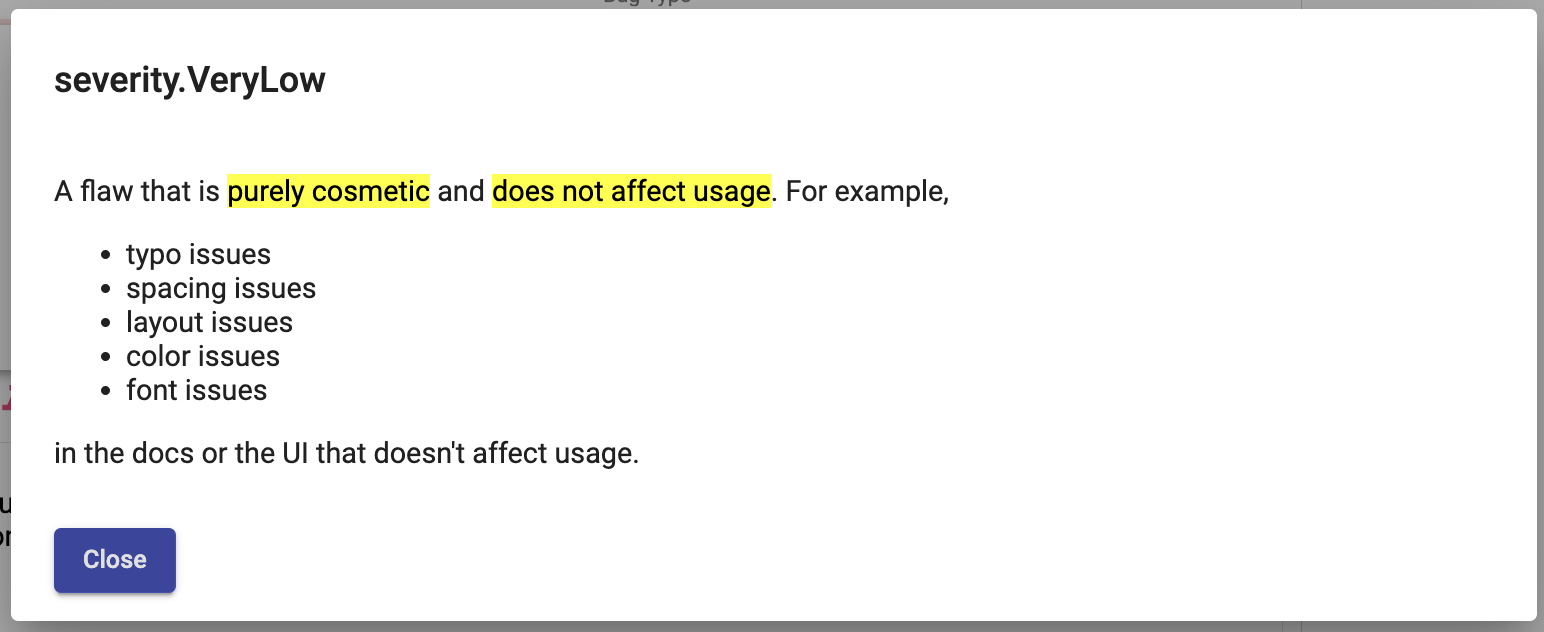 severity.VeryLow
A flaw that is purely cosmetic and does not affect usage. For example,
typo issues
spacing issues
layout issues
color issues
font issues
in the docs or the UI that doesn't affect usage.
Close